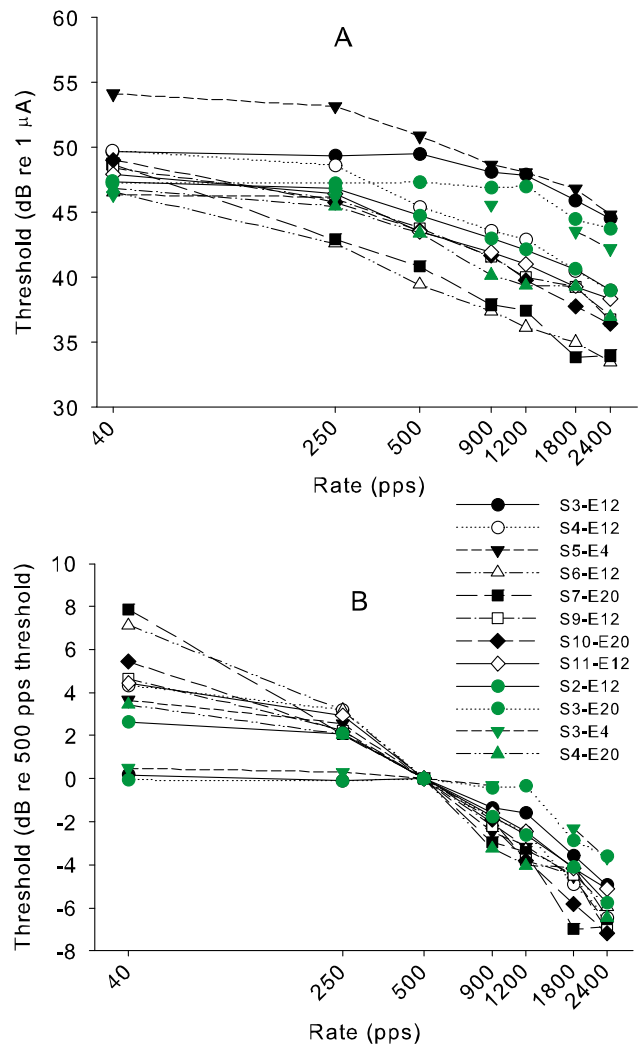 A
60
55
50
45
40
35
30
Threshold (dB re 1 μA)
40
250
500
900
1200
1800
2400
Rate (pps)
S3-E12
S4-E12
S5-E4
S6-E12
S7-E20
S9-E12
S10-E20
S11-E12
S2-E12
S3-E20
S3-E4
S4-E20
B
10
8
6
4
2
0
-2
-4
-6
-8
Threshold (dB re 500 pps threshold)
40
250
500
900
1200
1800
2400
Rate (pps)